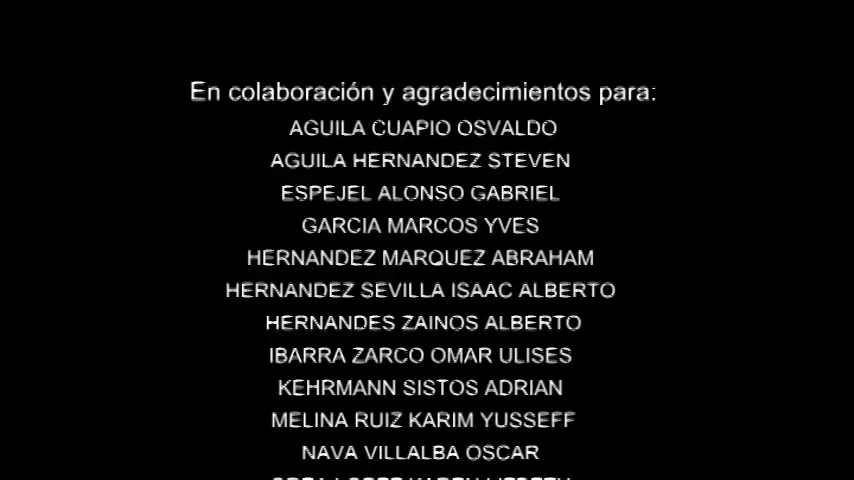 En colaboración y agradecimientos para:
AGUILA CUAPIO OSVALDO
AGUILA HERNANDEZ STEVEN
ESPEJEL ALONSO GABRIEL
GARCIA MARCOS YVES
HERNANDEZ MARQUEZ ABRAHAM
HERNANDEZ SEVILLA ISAAC ALBERTO
HERNANDES ZAINOS ALBERTO
IBARRA ZARCO OMAR ULISES
KEHRMANN SISTOS ADRIAN
MELINA RUIZ KARIM YUSSEFF
NAVA VILLALBA OSCAR